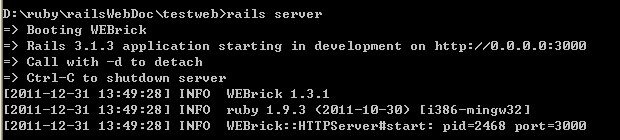 D:\ruby\railsWebDoc\testweb>rails server
=> Booting WEBrick
=> Rails 3.1.3 application starting in development on http://0.0.0.0:3000
=> Call with -d to detach
=> Ctrl-C to shutdown server
[2011-12-31 13:49:28] INFO  WEBrick 1.3.1
[2011-12-31 13:49:28] INFO  ruby 1.9.3 (2011-10-30) [i386-mingw32]
[2011-12-31 13:49:28] INFO  WEBrick::HTTPServer#start: pid=2468 port=3000